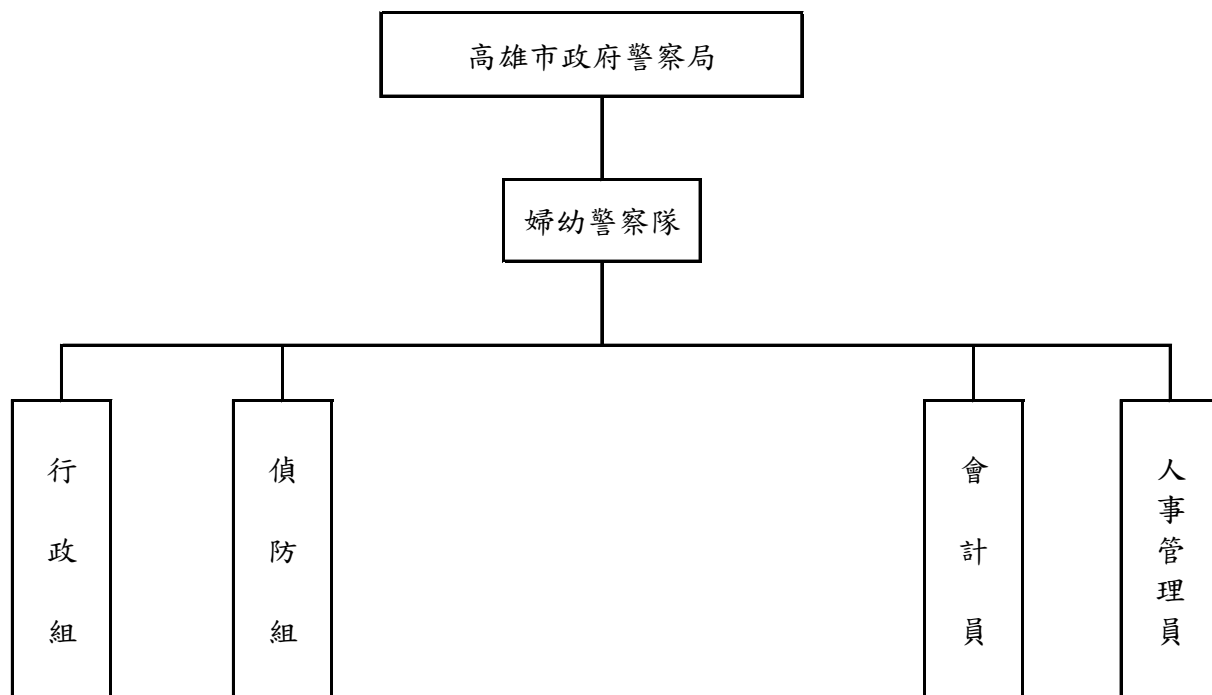 高雄市政府警察局
婦幼警察隊
行政組
偵防組
會計員
人事管理員